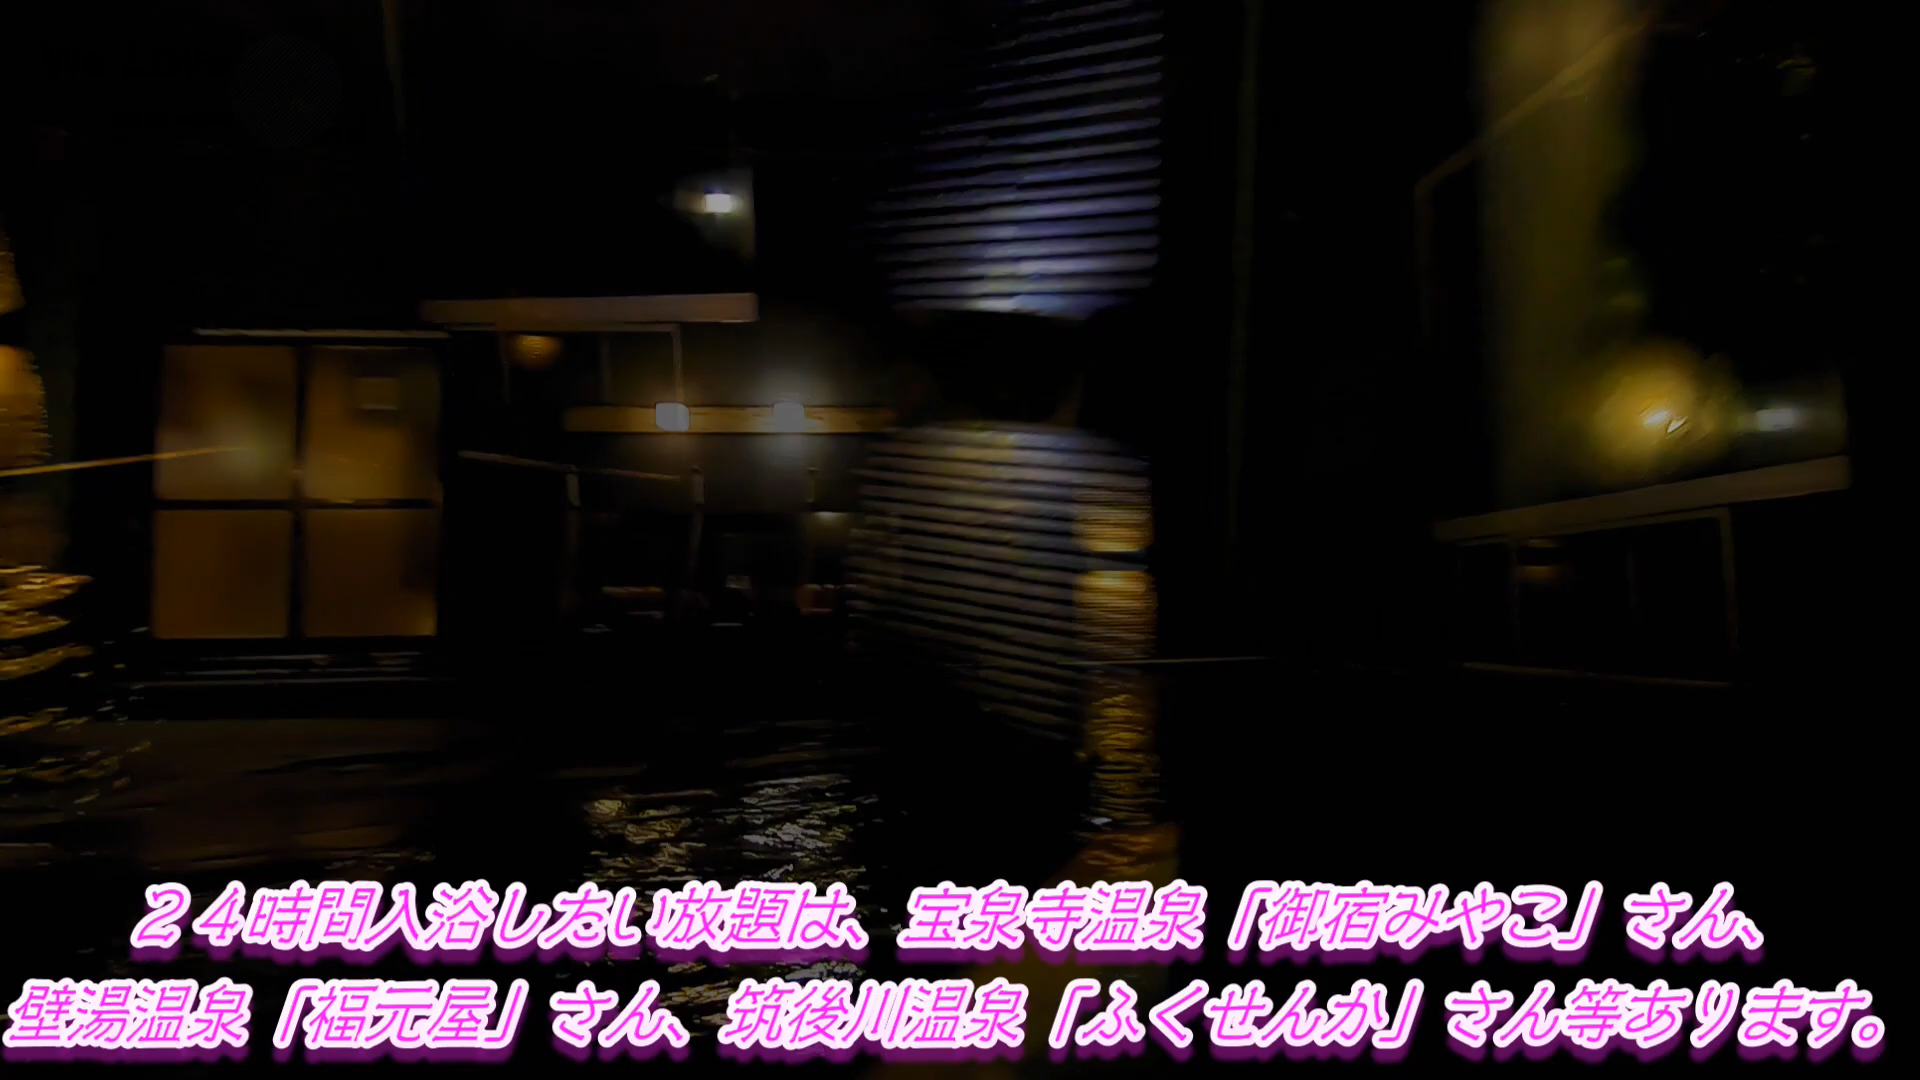 ２４時間入浴したい放題は、宝泉寺温泉「御宿みやこ」さん、
壁湯温泉「福元屋」さん、筑後川温泉「ふくせんか」さん等あります。